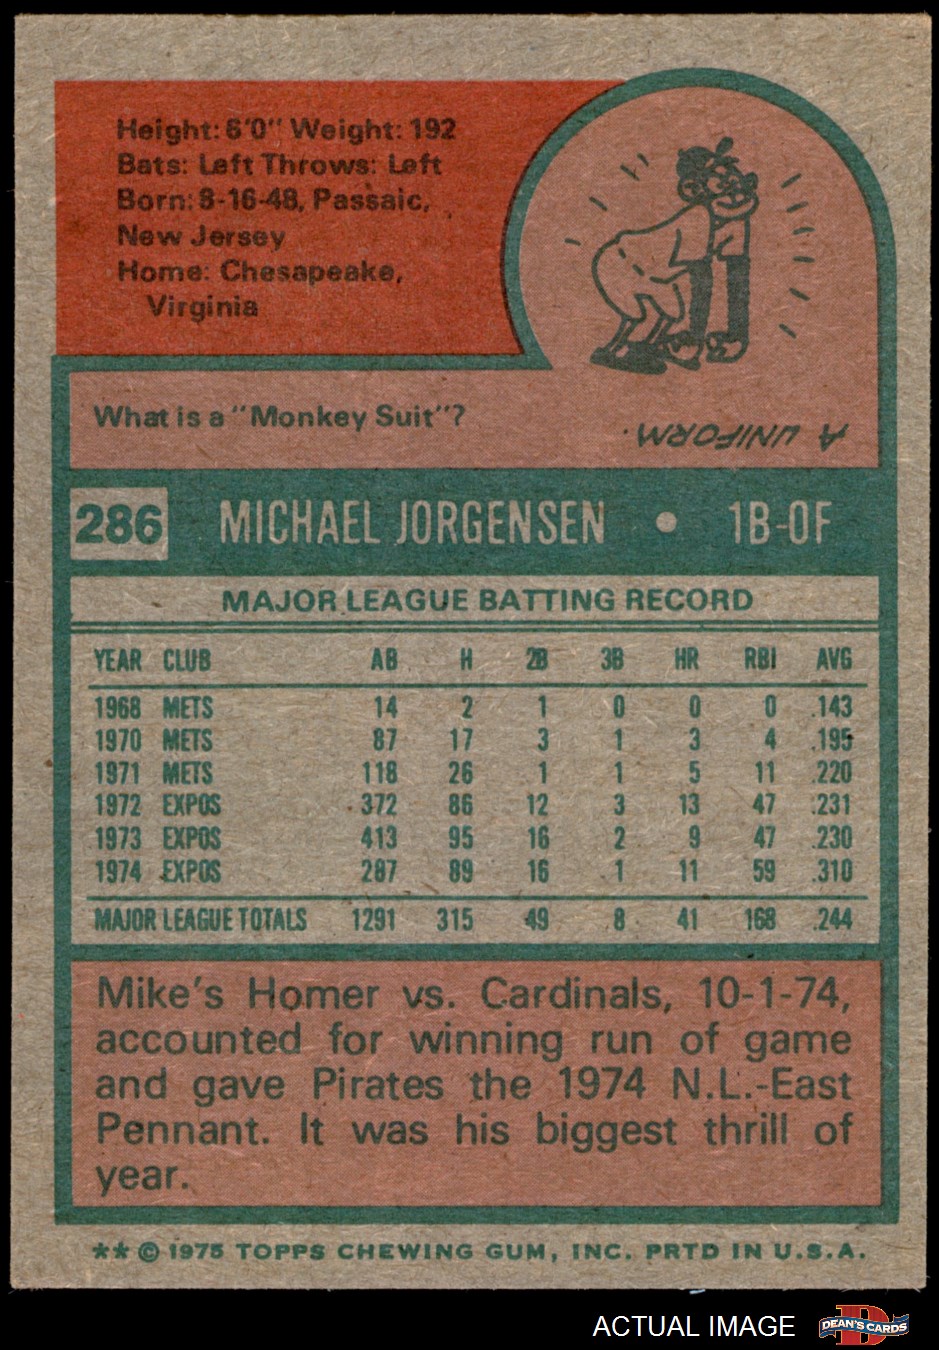 Height: 6'0" Weight: 192
Bats: Left Throws: Left
Born: 8-16-48, Passaic,
New Jersey
Home: Chesapeake,
Virginia
What is a "Monkey Suit"?
A UNIFORM.
286 MICHAEL JORGENSEN • 1B-OF
MAJOR LEAGUE BATTING RECORD
YEAR CLUB AB H 2B 3B HR RBI AVG
1968 METS 14 2 1 0 0 0 .143
1970 METS 87 17 3 1 3 4 .195
1971 METS 118 26 1 1 5 11 .220
1972 EXPOS 372 86 12 3 13 47 .231
1973 EXPOS 413 95 16 2 9 47 .230
1974 EXPOS 287 89 16 1 11 59 .310
MAJOR LEAGUE TOTALS 1291 315 49 8 41 168 .244
Mike's Homer vs. Cardinals, 10-1-74,
accounted for winning run of game
and gave Pirates the 1974 N.L.-East
Pennant. It was his biggest thrill of
year.
** © 1975 TOPPS CHEWING GUM, INC. PRTD IN U.S.A.
ACTUAL IMAGE DEAN'S CARDS